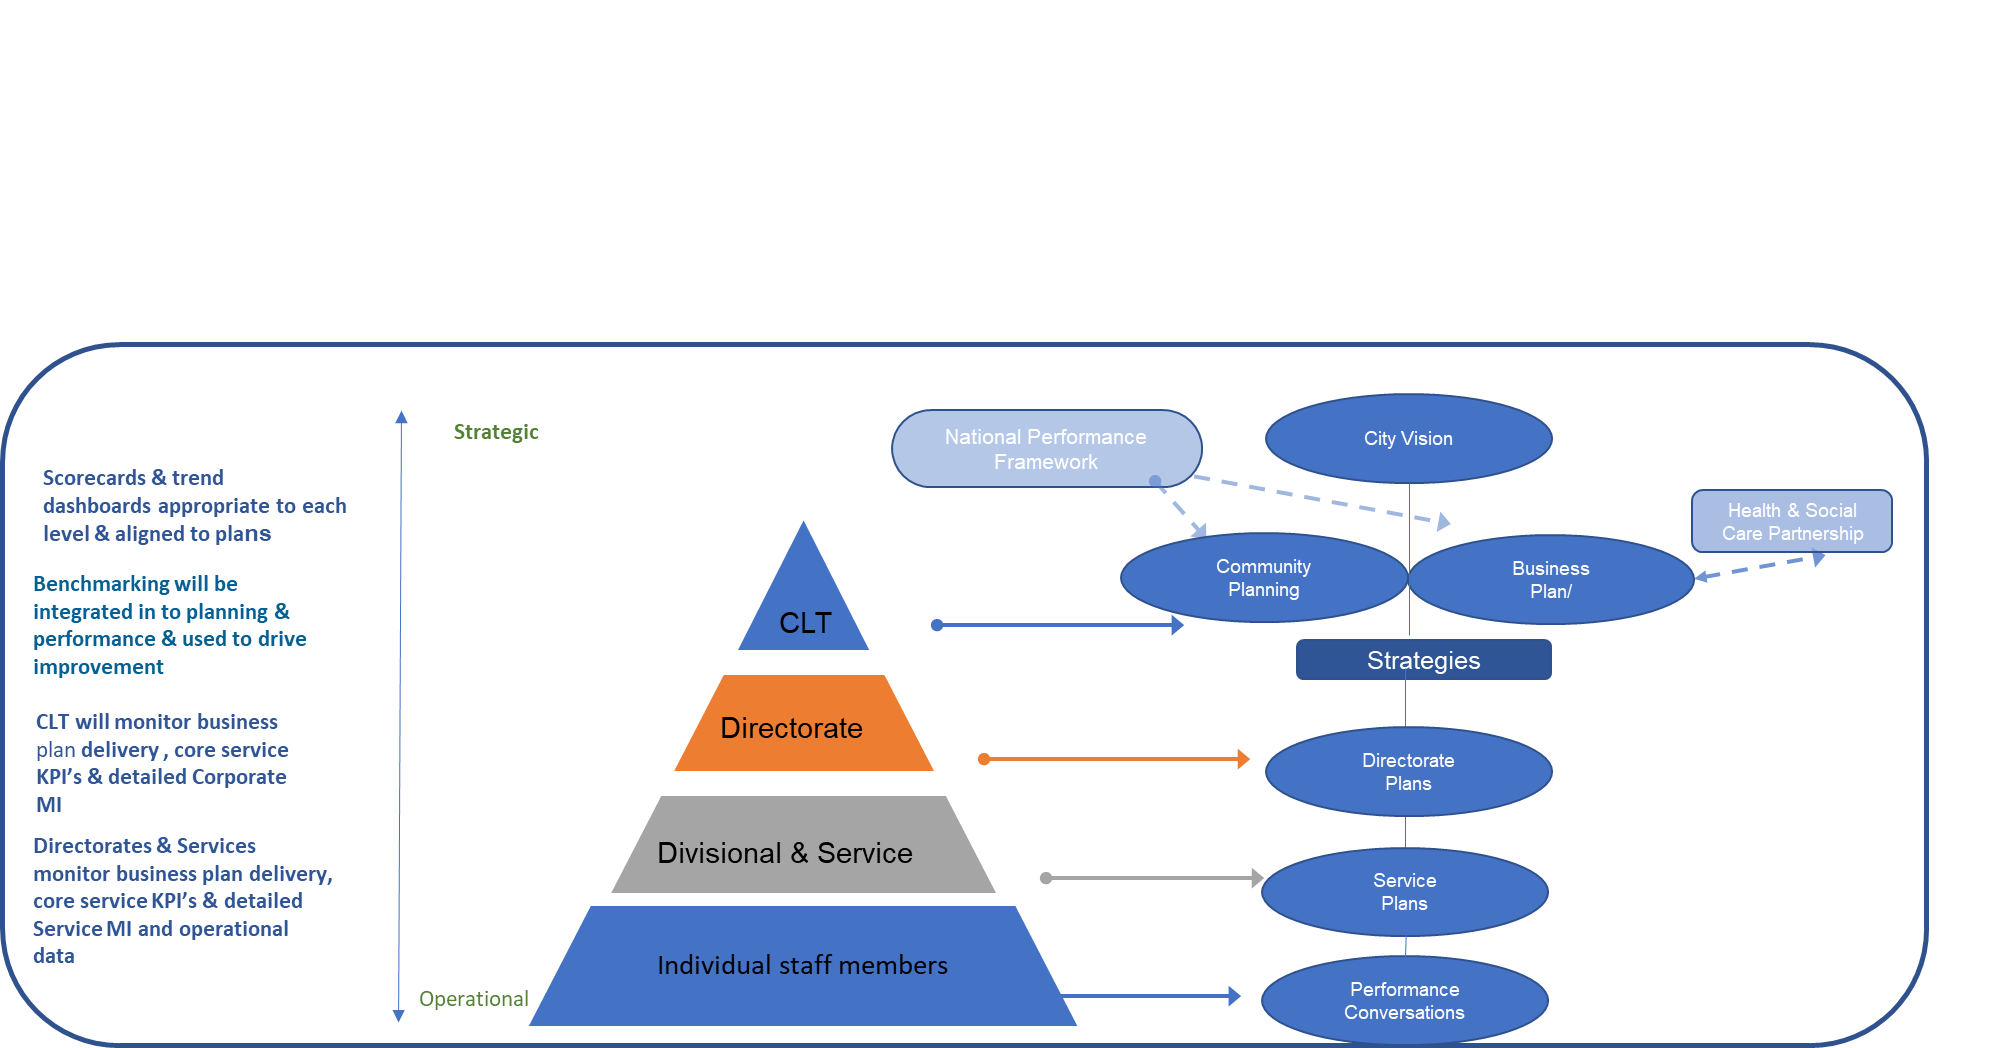 Strategic
Scorecards & trend
dashboards appropriate to each
level & aligned to plans
Benchmarking will be
integrated in to planning &
performance & used to drive
improvement
CLT will monitor business
plan delivery , core service
KPI’s & detailed Corporate
MI
Directorates & Services
monitor business plan delivery,
core service KPI’s & detailed
Service MI and operational
data
Operational
CLT
Directorate
Divisional & Service
Individual staff members
National Performance
Framework
City Vision
Health & Social
Care Partnership
Community
Planning
Business
Plan/
Strategies
Directorate
Plans
Service
Plans
Performance
Conversations